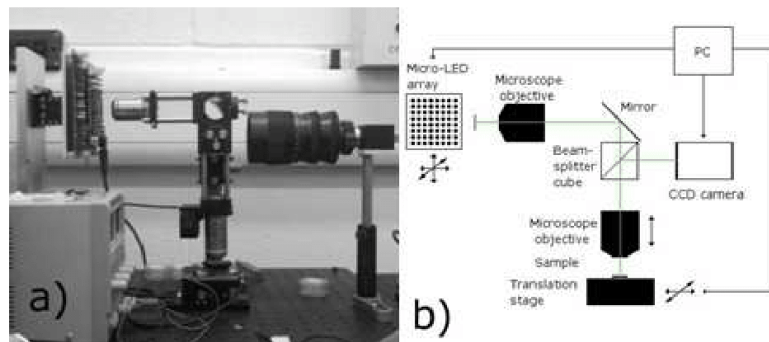 a)
PC
Micro-LED
array
Microscope
objective
Mirror
Beam-
splitter
cube
CCD camera
Microscope
objective
Sample
Translation
stage
b)